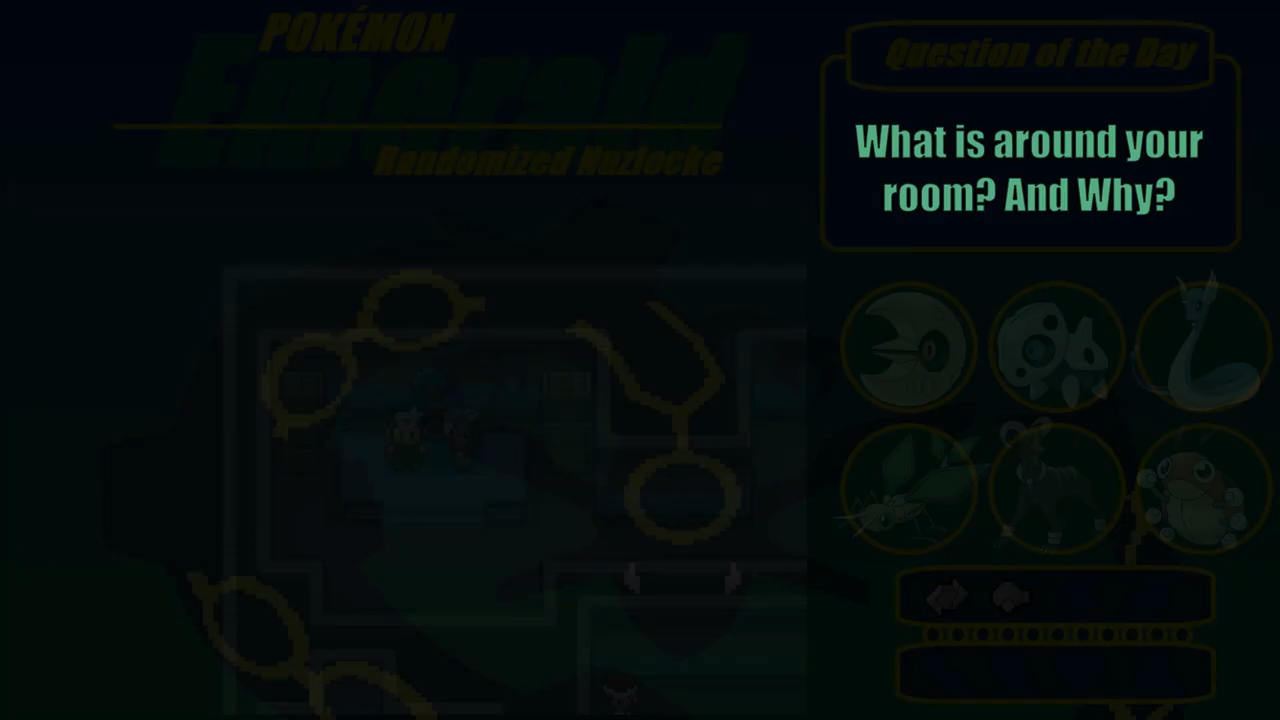 POKÉMON
Emerald
Randomized Nuzlocke
Question of the Day
What is around your
room? And Why?